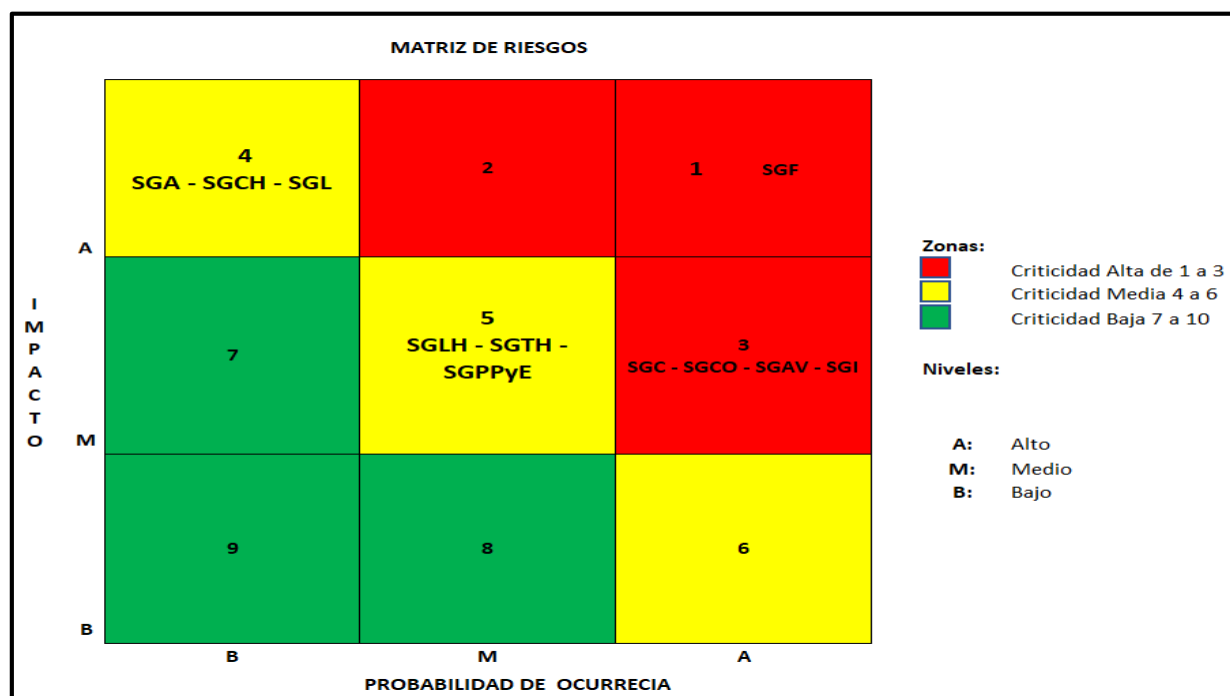 MATRIZ DE RIESGOS
4
SGA - SGCH - SGL
2
1 SGF
A
7
5
SGLH - SGTH -
SGPPyE
3
SGC - SGCO - SGAV - SGI
I
M
P
A
C
T
O
M
9
8
6
B
B M A
PROBABILIDAD DE OCURRECIA
Zonas:
Criticidad Alta de 1 a 3
Criticidad Media 4 a 6
Criticidad Baja 7 a 10
Niveles:
A: Alto
M: Medio
B: Bajo